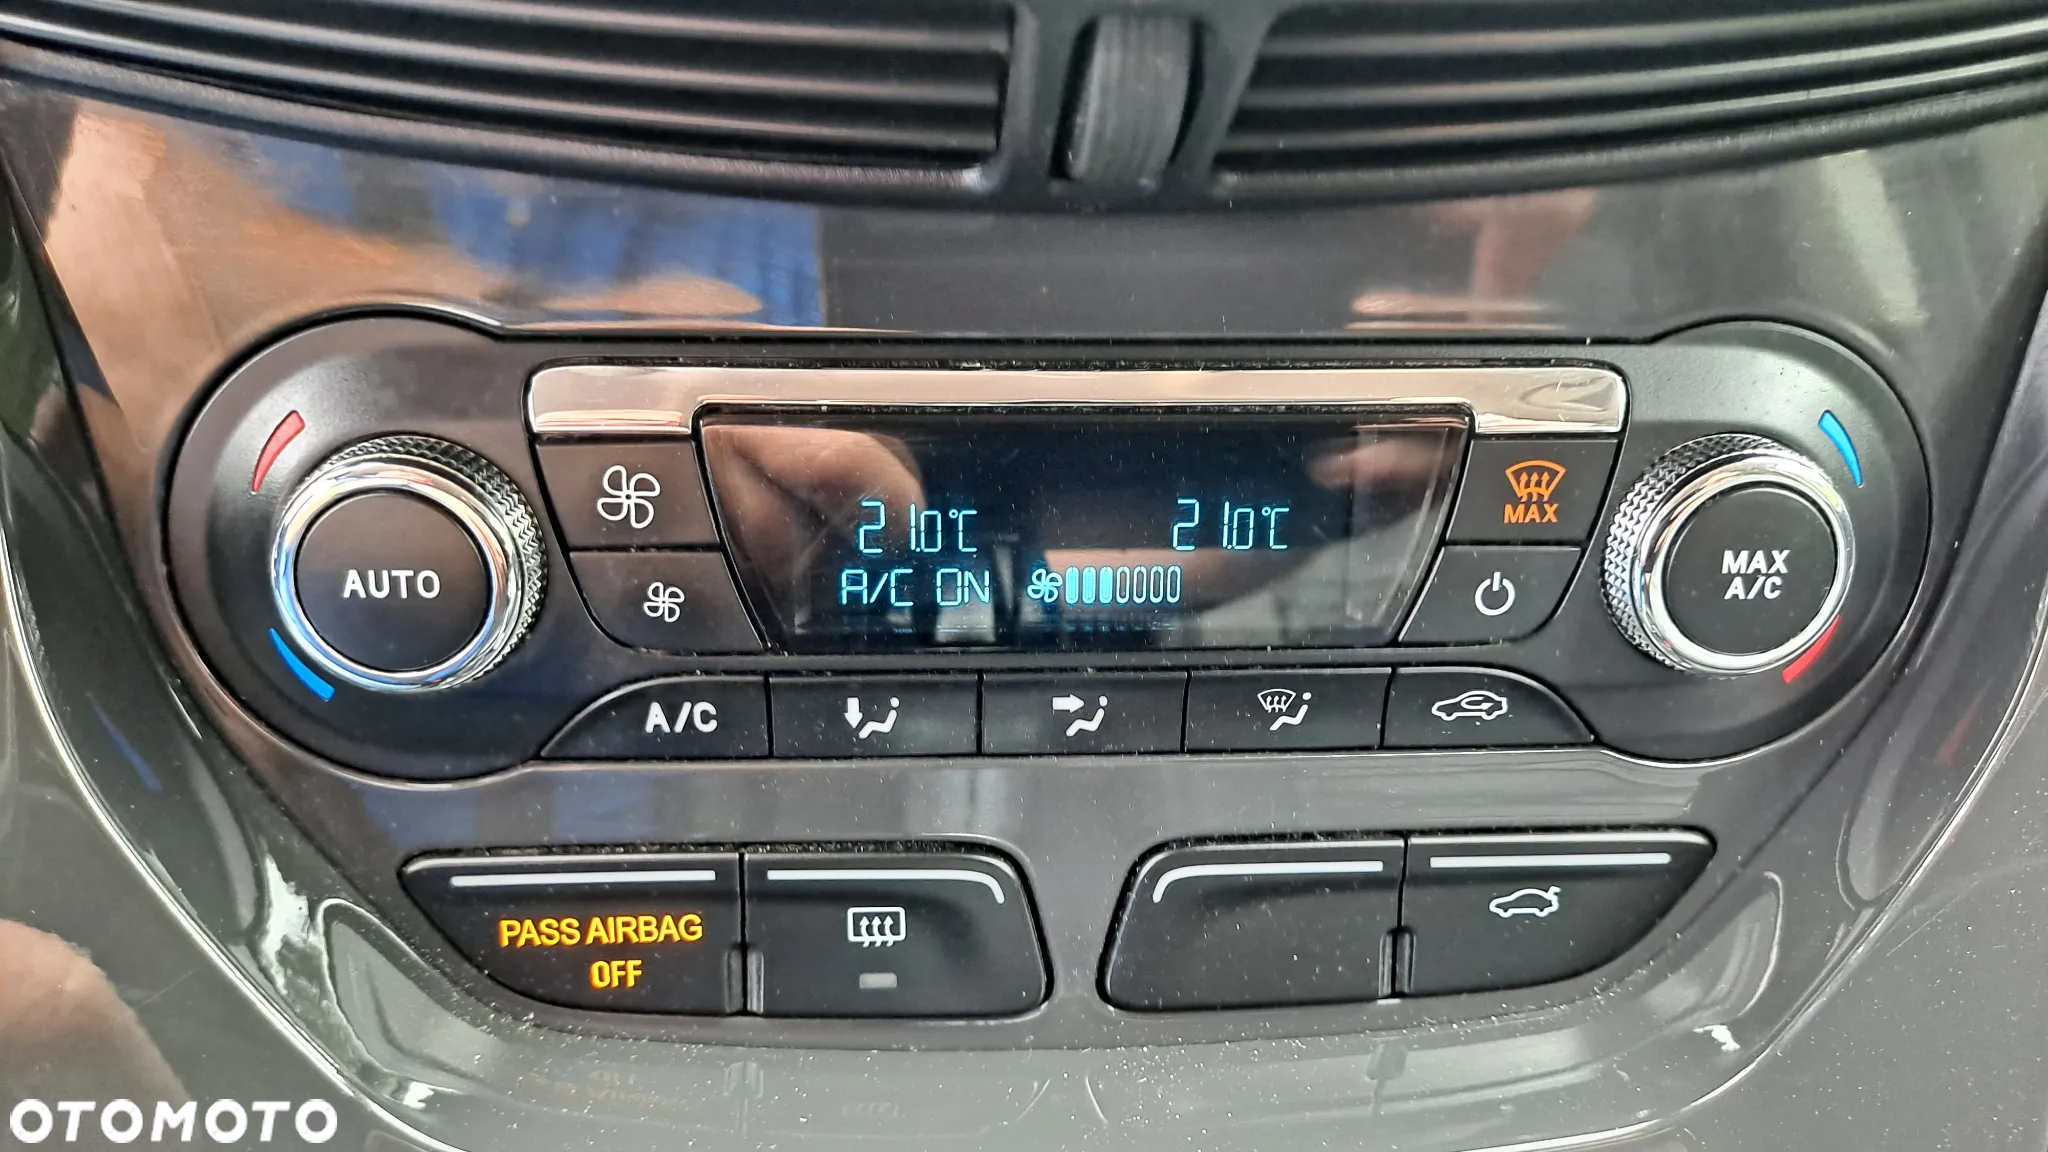 MAX
21.0°C 21.0°C
AUTO
A/C ON
MAX A/C
A/C
PASS AIRBAG
OFF
OTOMOTO